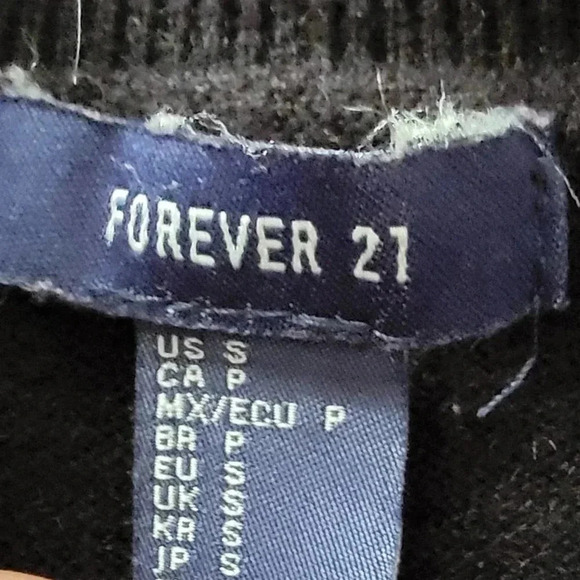 FOREVER 21
US S
CA P
MX/ECU P
BR P
EU S
UK S
KR S
JP S